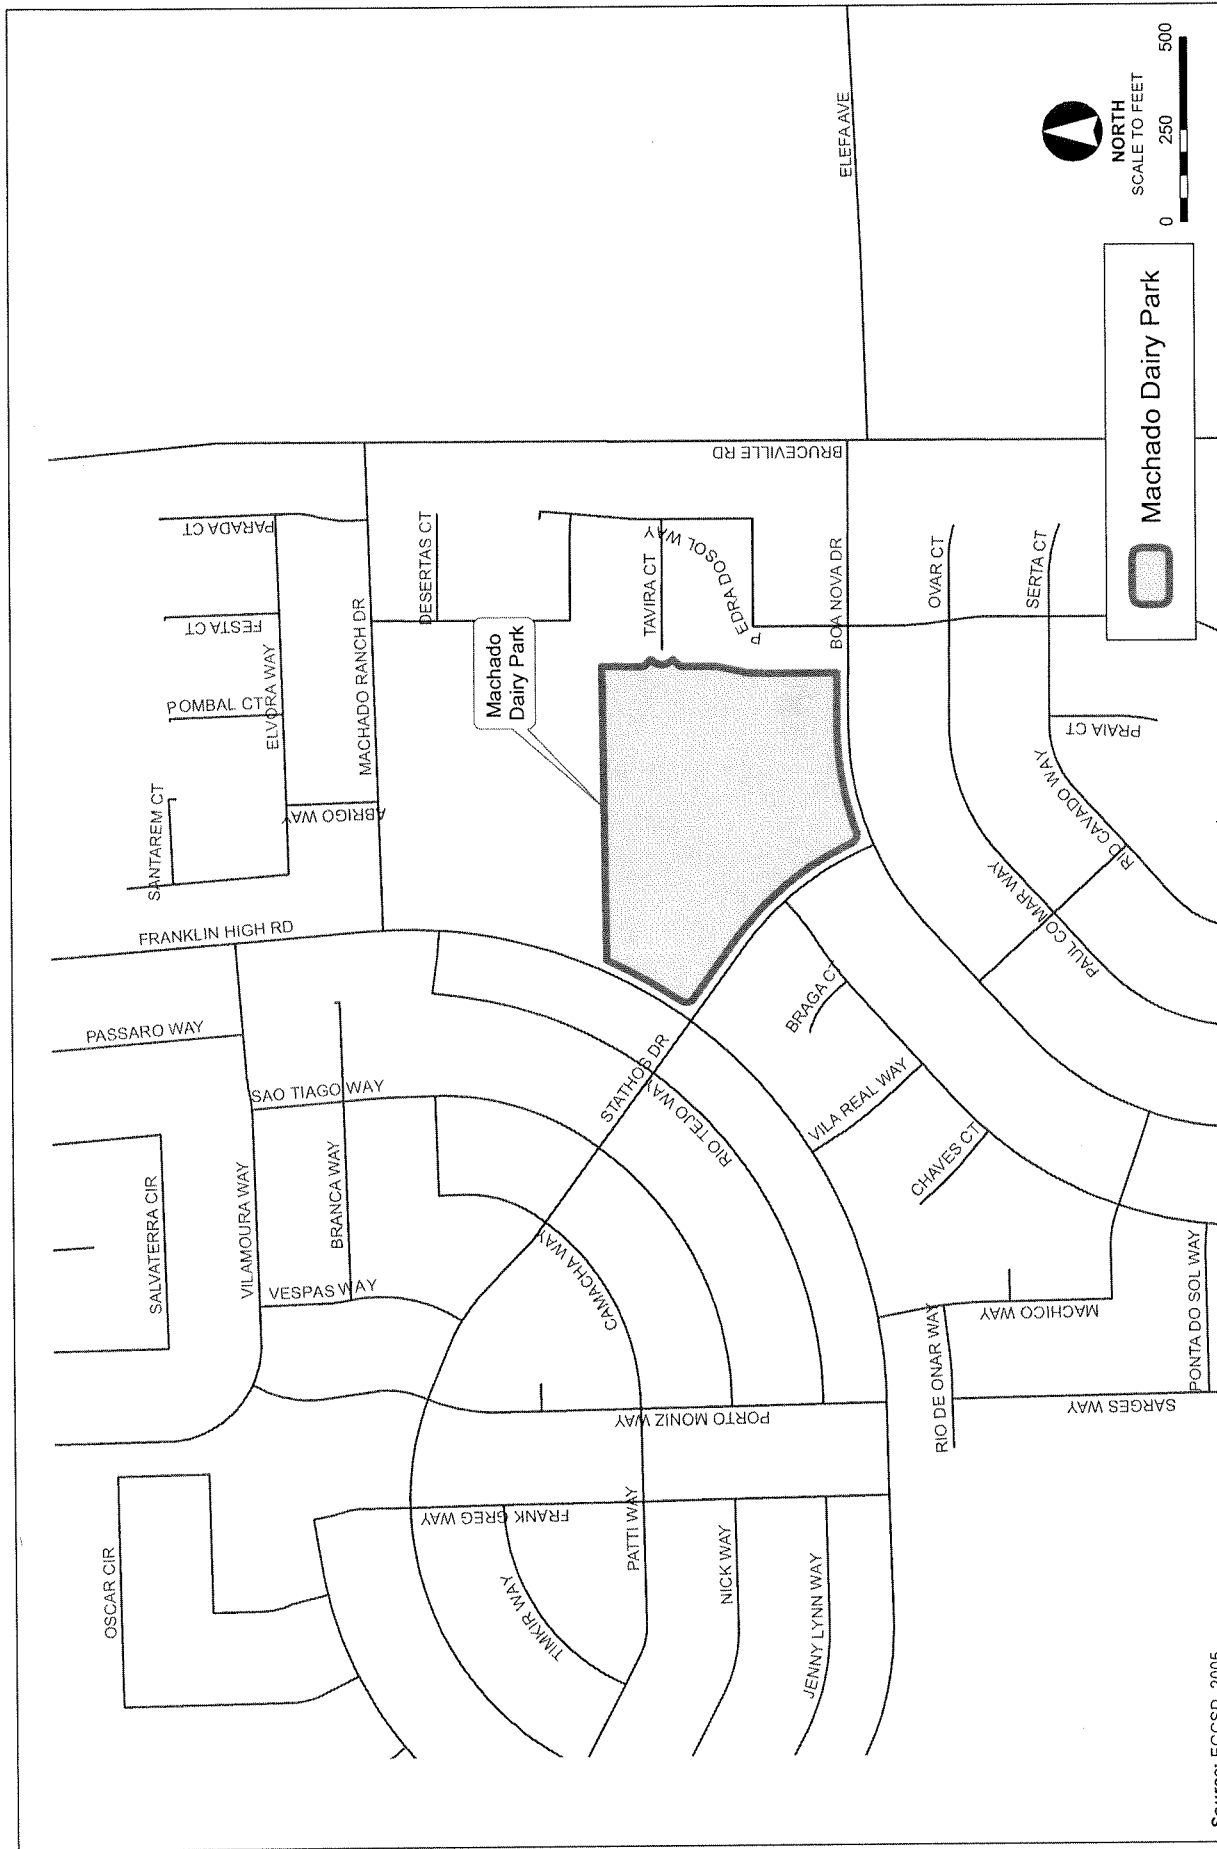 OSCAR CIR
SALVATERRA CIR
PASSARO WAY
FRANKLIN HIGH RD
SANTAREM CT
POMBAL CT
FESTA CT
PARADA CT
VILAMOURA WAY
SAO TIAGO WAY
ELVORA WAY
VESPAS WAY
BRANCA WAY
ABRIGO WAY
MACHADO RANCH DR
DESERTAS CT
FRANK GREG WAY
TIMKIR WAY
PATTI WAY
NICK WAY
JENNY LYNN WAY
PORTO MONIZ WAY
CAMACHA WAY
STATHOS DR
RIO TEJO WAY
Machado
Dairy Park
TAVIRA CT
PEDRA DOSOL WAY
BRUCEVILLE RD
ELEFA AVE
BOA NOVA DR
BRAGA CT
VILA REAL WAY
CHAVES CT
OVAR CT
SERTA CT
PRAIA CT
PAUL COMAR WAY
RIO CAVADO WAY
RIO DE ONAR WAY
MACHICO WAY
SARGES WAY
PONTA DO SOL WAY
NORTH
SCALE TO FEET
0 250 500
Machado Dairy Park
Source: EGCSD, 2005